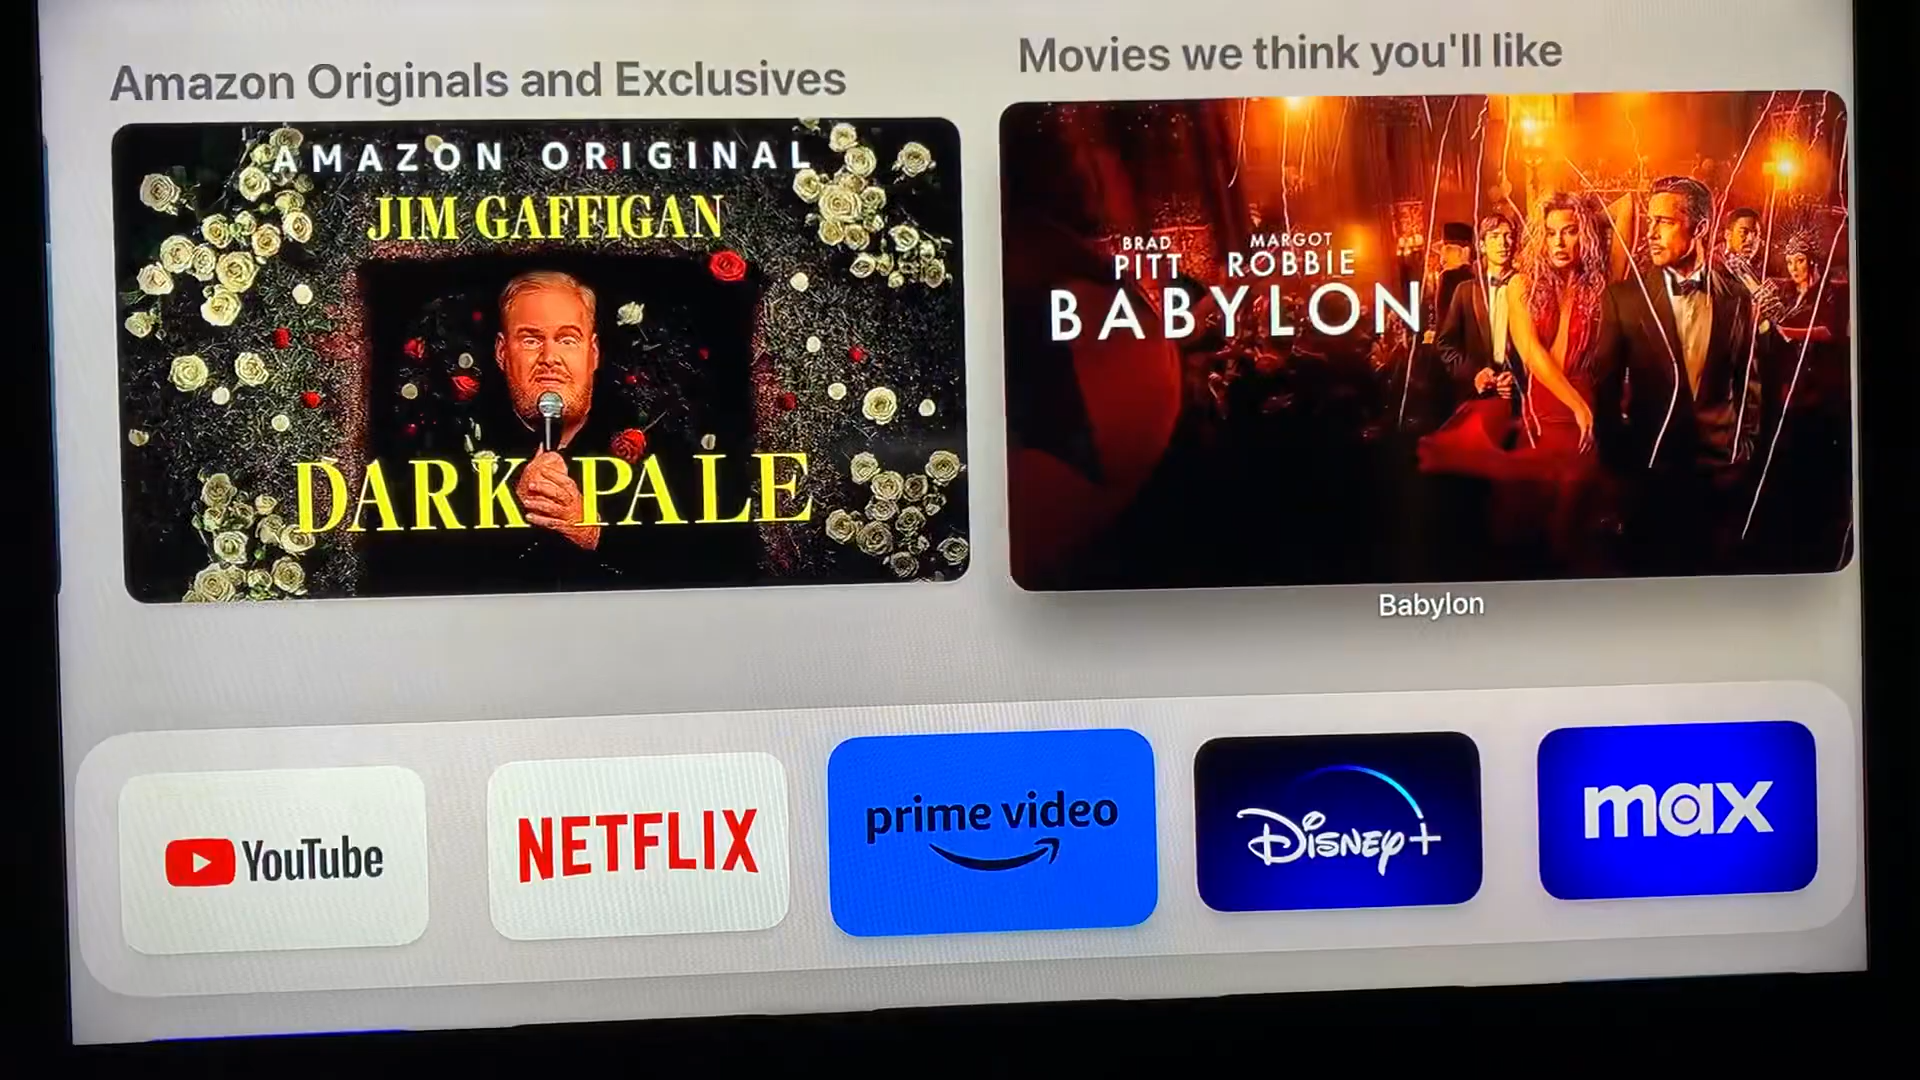 Amazon Originals and Exclusives
AMAZON ORIGINAL
JIM GAFFIGAN
DARK PALE
Movies we think you'll like
BRAD PITT
MARGOT ROBBIE
BABYLON
Babylon
YouTube
NETFLIX
prime video
Disney+
max